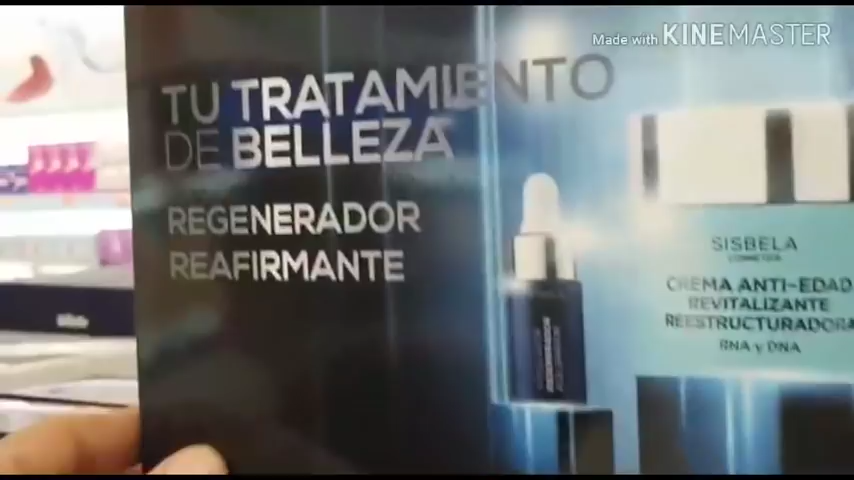 Made with KINEMASTER
TU TRATAMIENTO
DE BELLEZA
REGENERADOR
REAFIRMANTE
SISBELA
CREMA ANTI-EDAD
REVITALIZANTE
REESTRUCTURADORA
RNA y DNA